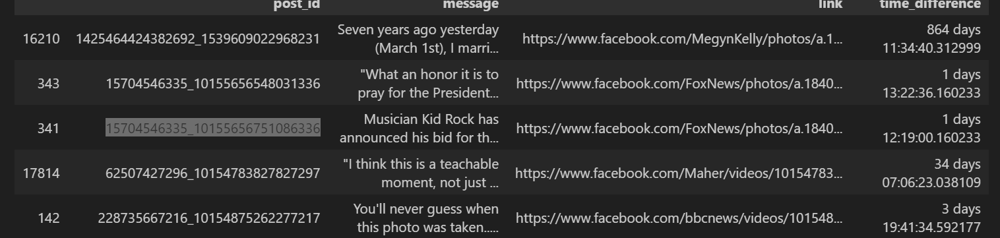 post_id message link time_difference
16210 1425464424382692_1539609022968231 Seven years ago yesterday https://www.facebook.com/MegynKelly/photos/a.1... 864 days
(March 1st), I marri... 11:34:40.312999
343 15704546335_10155656548031336 "What an honor it is to https://www.facebook.com/FoxNews/photos/a.1840... 1 days
pray for the President... 13:22:36.160233
341 15704546335_10155656751086336 Musician Kid Rock has https://www.facebook.com/FoxNews/photos/a.1840... 1 days
announced his bid for th... 12:19:00.160233
17814 62507427296_10154783827827297 "I think this is a teachable https://www.facebook.com/Maher/videos/10154783... 34 days
moment, not just ... 07:06:23.038109
142 228735667216_10154875262277217 You'll never guess when https://www.facebook.com/bbcnews/videos/101548... 3 days
this photo was taken..... 19:41:34.592177